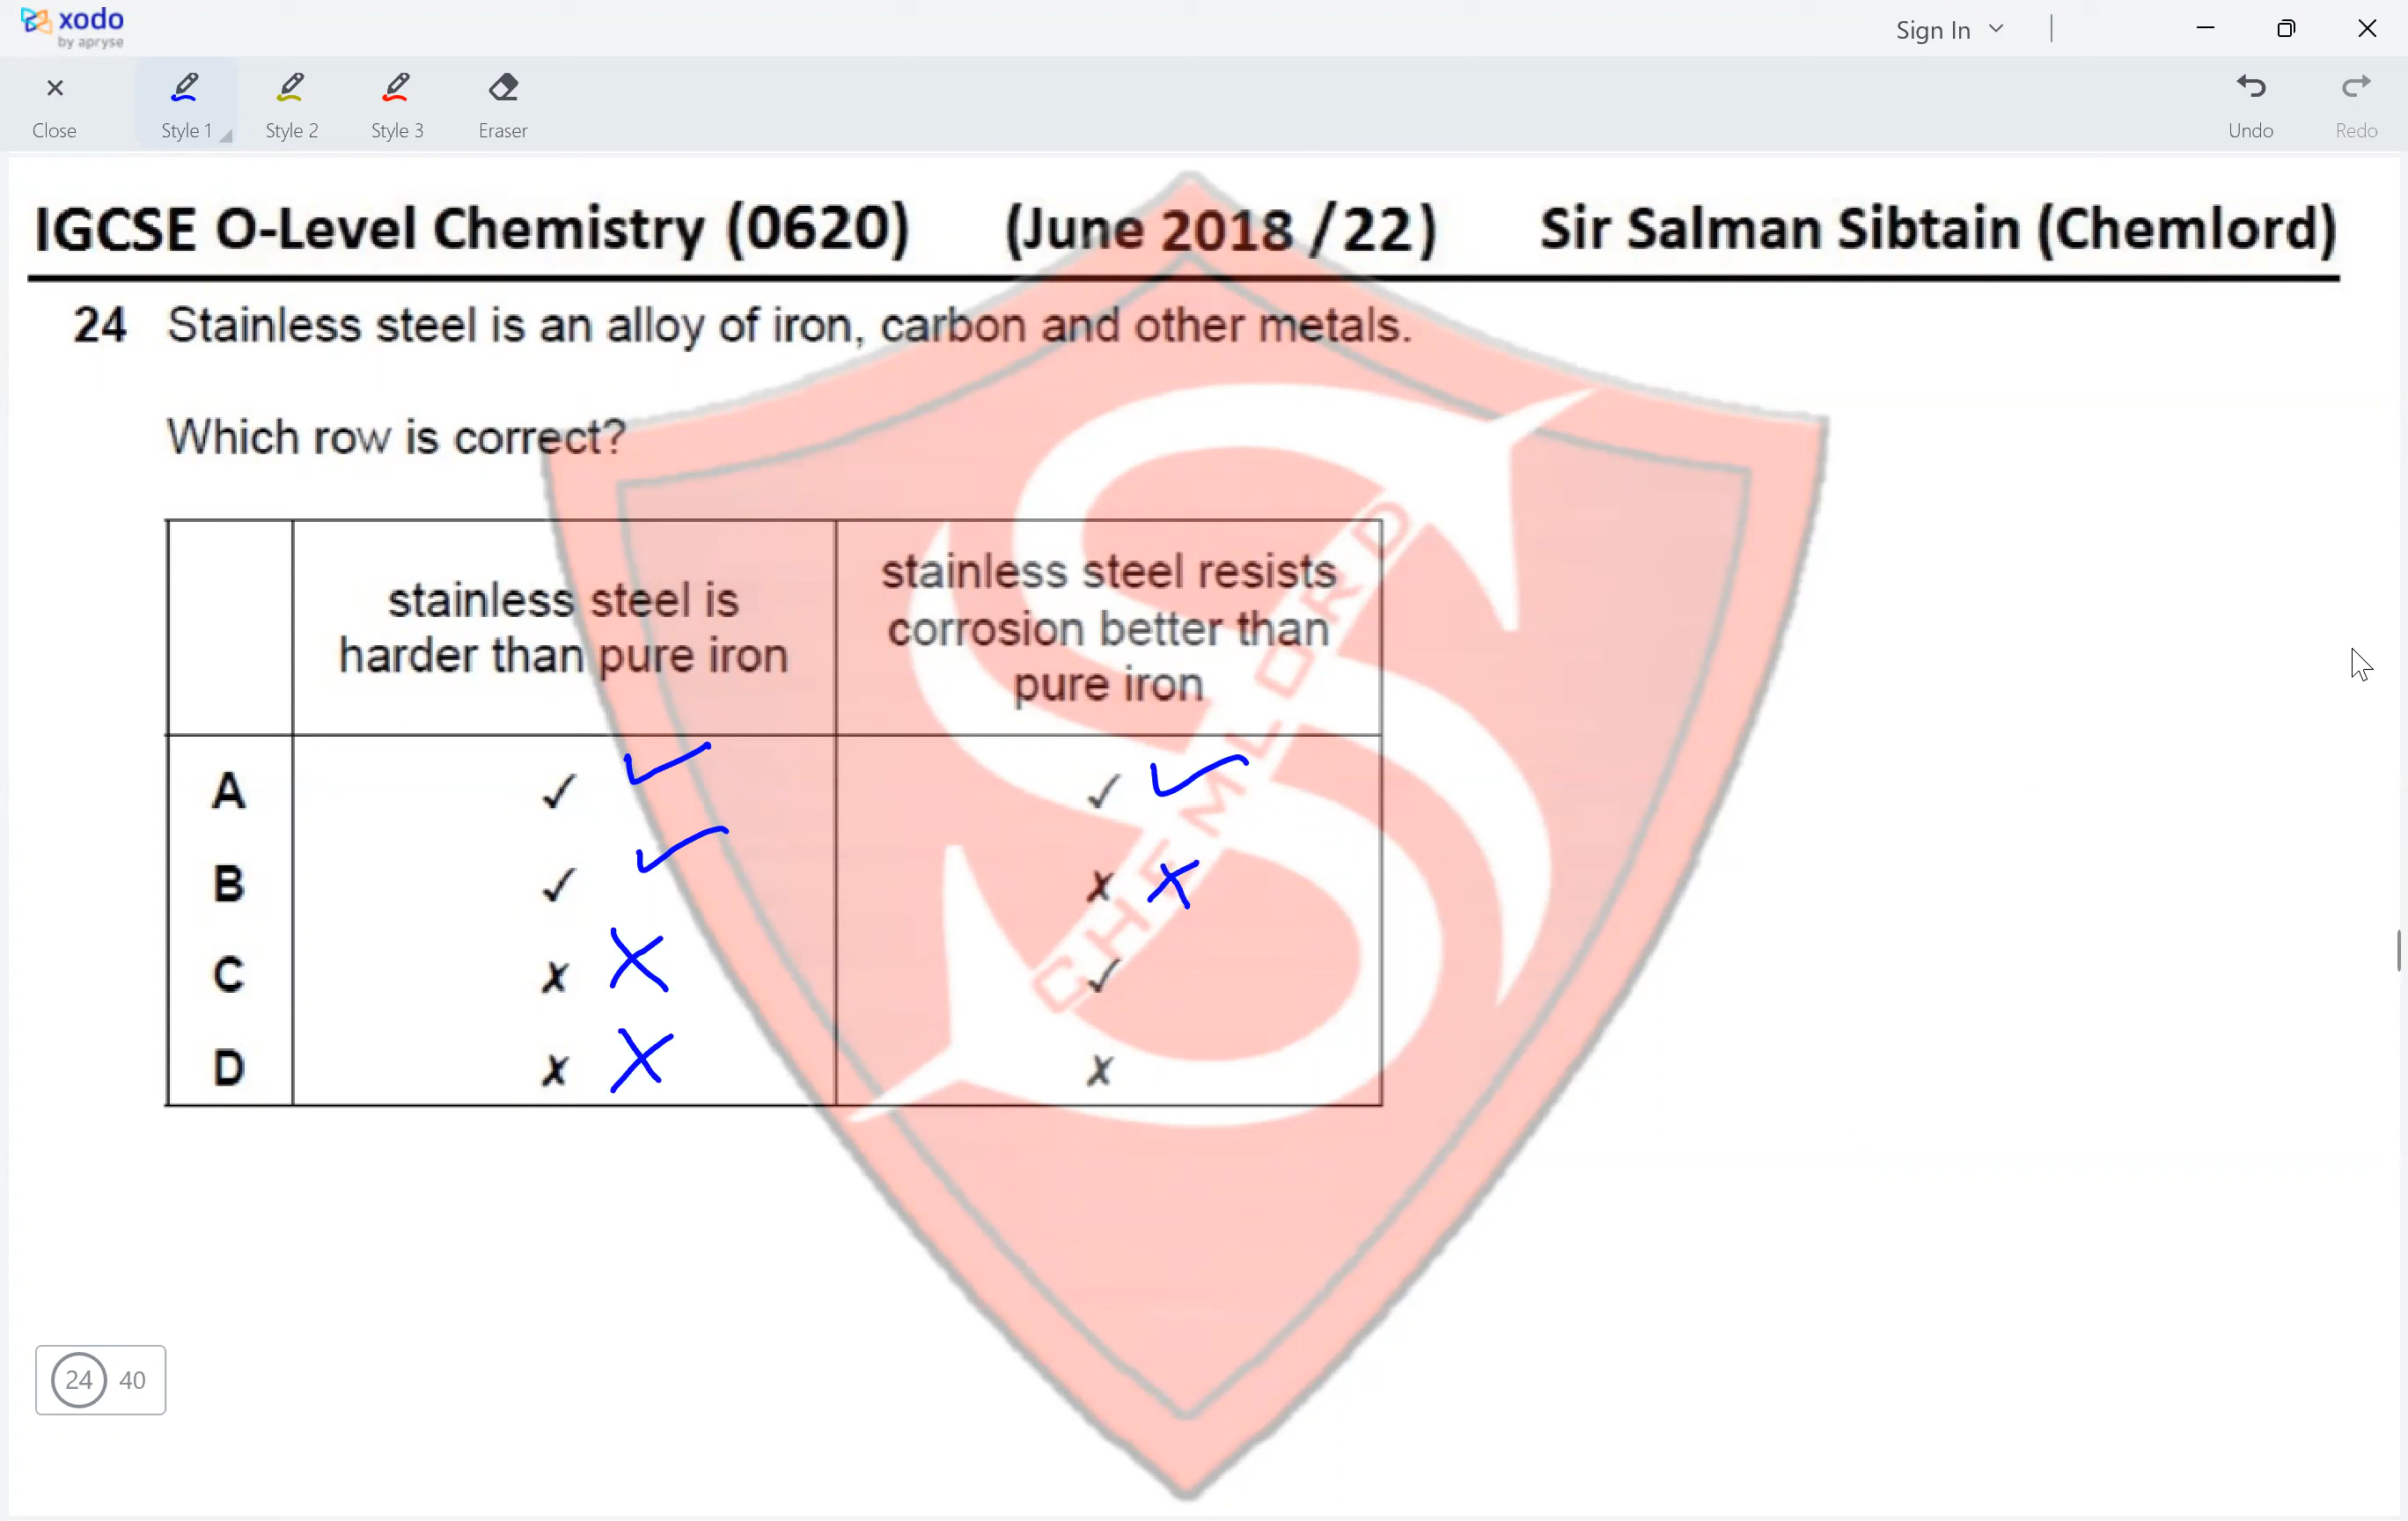 xodo
by apryse
Sign In
Close
Style 1
Style 2
Style 3
Eraser
Undo
Redo
IGCSE O-Level Chemistry (0620) (June 2018 /22) Sir Salman Sibtain (Chemlord)
24 Stainless steel is an alloy of iron, carbon and other metals.
Which row is correct?
stainless steel is
harder than pure iron
stainless steel resists
corrosion better than
pure iron
A ✓ ✓ ✓ ✓
B ✓ ✓ ✗ ✗
C ✗ ✗ ✓
D ✗ ✗ ✗
CHEMLORD
24 40